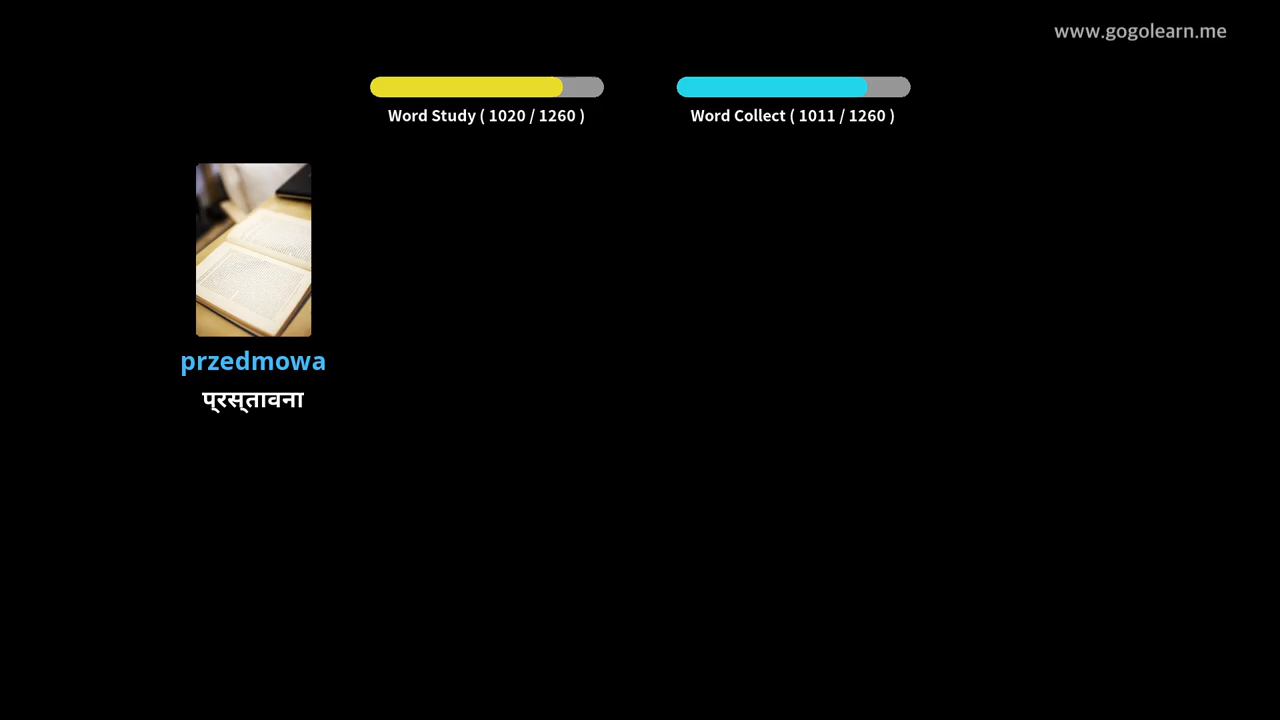 www.gogolearn.me
Word Study ( 1020 / 1260 )
Word Collect ( 1011 / 1260 )
przedmowa
प्रस्तावना